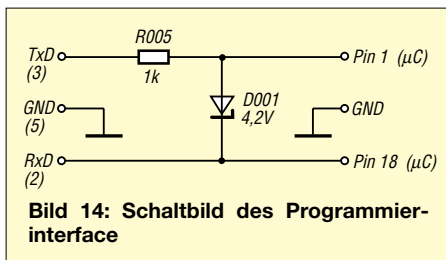 R005
TxD
(3)
1k
Pin 1 (µC)
GND
(5)
D001
4,2V
GND
RxD
(2)
Pin 18 (µC)
Bild 14: Schaltbild des Programmier-
interface